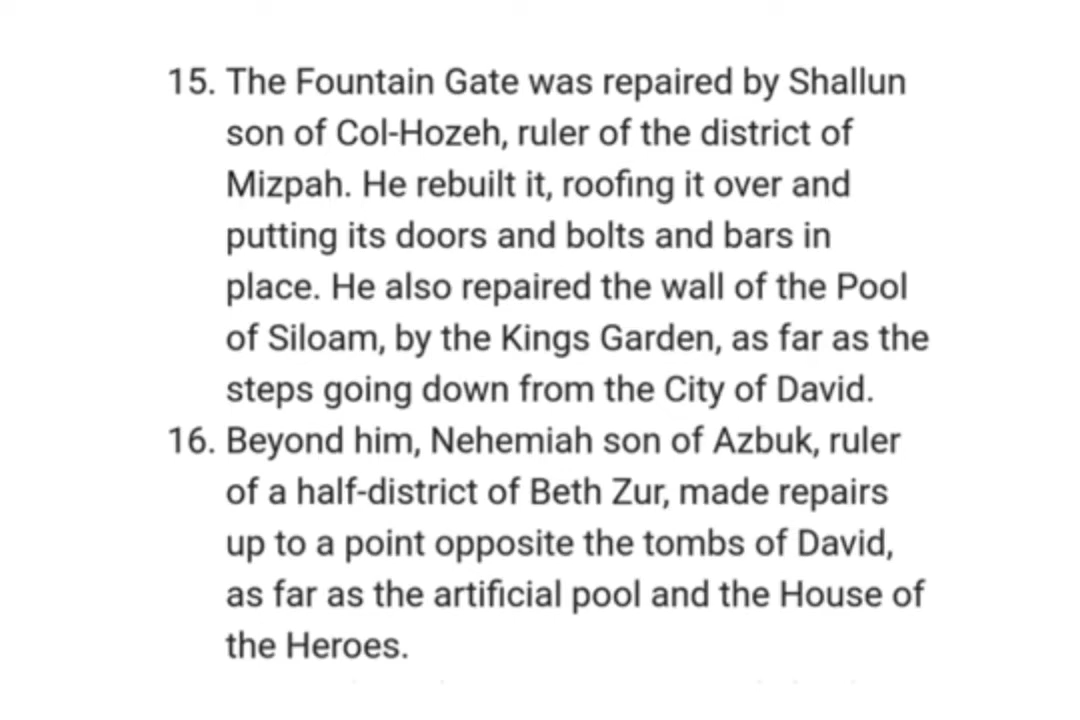 15. The Fountain Gate was repaired by Shallun
son of Col-Hozeh, ruler of the district of
Mizpah. He rebuilt it, roofing it over and
putting its doors and bolts and bars in
place. He also repaired the wall of the Pool
of Siloam, by the Kings Garden, as far as the
steps going down from the City of David.
16. Beyond him, Nehemiah son of Azbuk, ruler
of a half-district of Beth Zur, made repairs
up to a point opposite the tombs of David,
as far as the artificial pool and the House of
the Heroes.